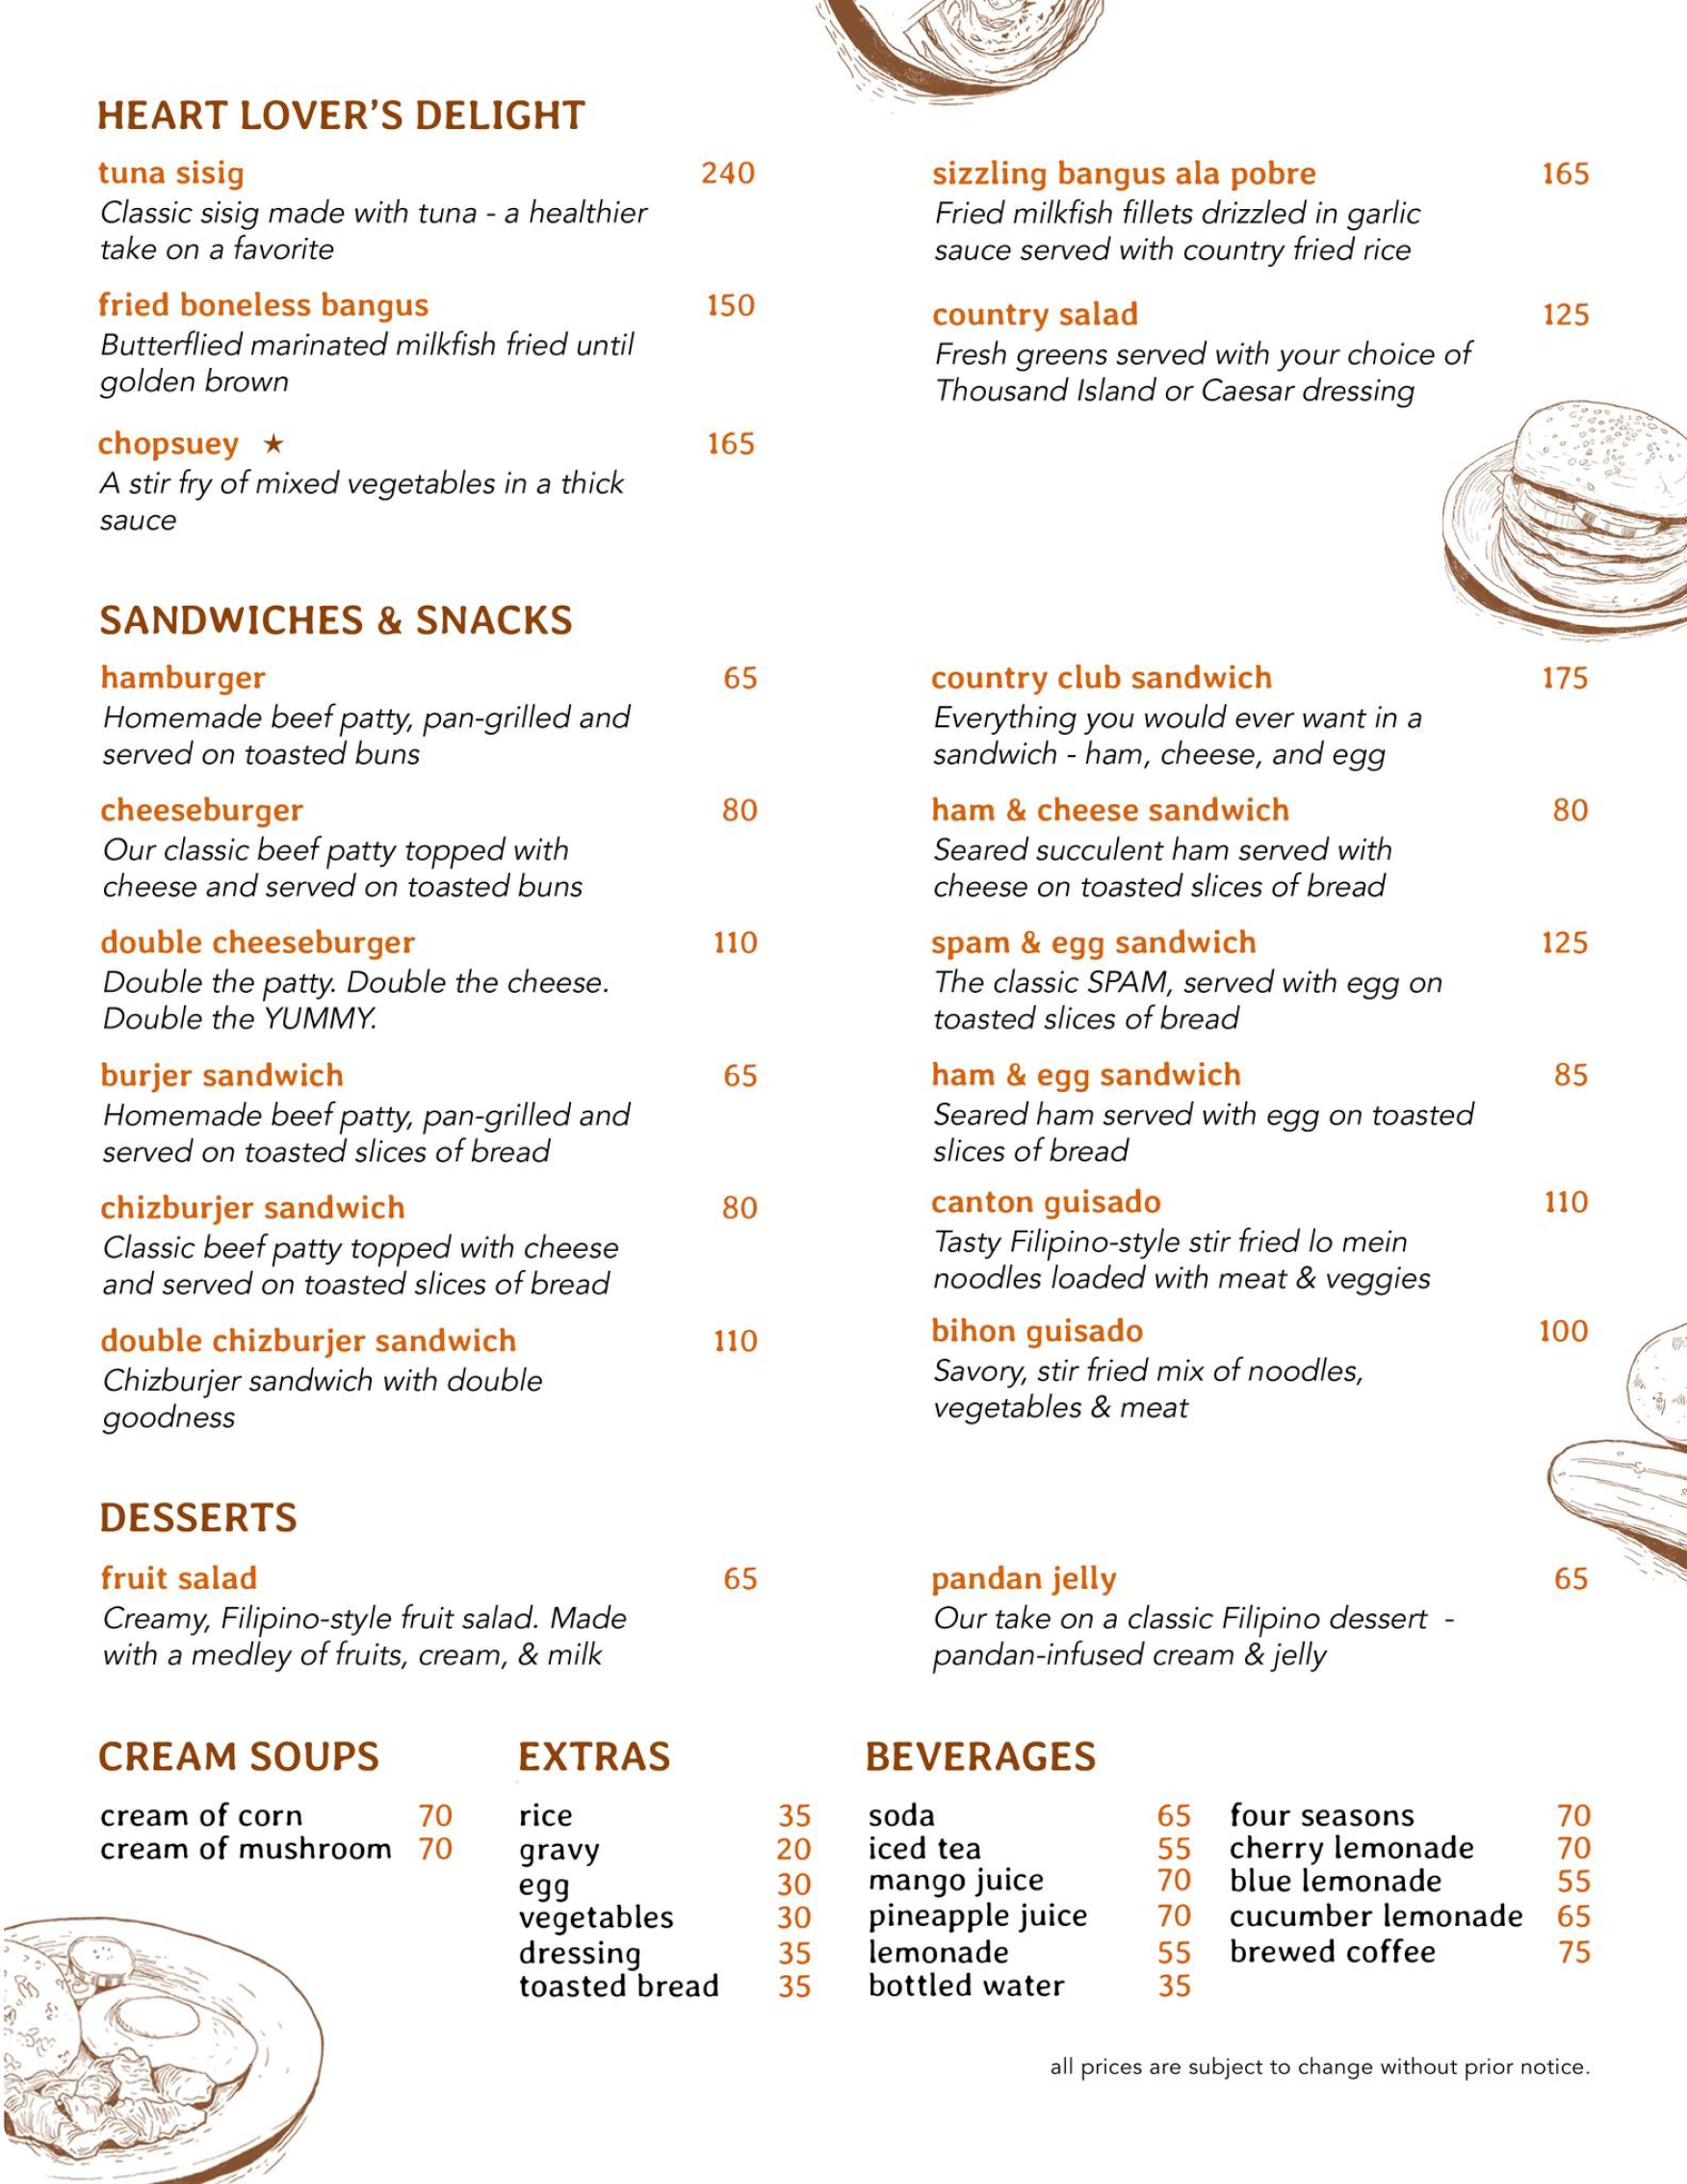 HEART LOVER'S DELIGHT
tuna sisig 240
Classic sisig made with tuna - a healthier
take on a favorite
fried boneless bangus 150
Butterflied marinated milkfish fried until
golden brown
chopsuey ★ 165
A stir fry of mixed vegetables in a thick
sauce
sizzling bangus ala pobre 165
Fried milkfish fillets drizzled in garlic
sauce served with country fried rice
country salad 125
Fresh greens served with your choice of
Thousand Island or Caesar dressing
SANDWICHES & SNACKS
hamburger 65
Homemade beef patty, pan-grilled and
served on toasted buns
cheeseburger 80
Our classic beef patty topped with
cheese and served on toasted buns
double cheeseburger 110
Double the patty. Double the cheese.
Double the YUMMY.
burjer sandwich 65
Homemade beef patty, pan-grilled and
served on toasted slices of bread
chizburjer sandwich 80
Classic beef patty topped with cheese
and served on toasted slices of bread
double chizburjer sandwich 110
Chizburjer sandwich with double
goodness
country club sandwich 175
Everything you would ever want in a
sandwich - ham, cheese, and egg
ham & cheese sandwich 80
Seared succulent ham served with
cheese on toasted slices of bread
spam & egg sandwich 125
The classic SPAM, served with egg on
toasted slices of bread
ham & egg sandwich 85
Seared ham served with egg on toasted
slices of bread
canton guisado 110
Tasty Filipino-style stir fried lo mein
noodles loaded with meat & veggies
bihon guisado 100
Savory, stir fried mix of noodles,
vegetables & meat
DESSERTS
fruit salad 65
Creamy, Filipino-style fruit salad. Made
with a medley of fruits, cream, & milk
pandan jelly 65
Our take on a classic Filipino dessert -
pandan-infused cream & jelly
CREAM SOUPS
cream of corn 70
cream of mushroom 70
EXTRAS
rice 35
gravy 20
egg 30
vegetables 30
dressing 35
toasted bread 35
BEVERAGES
soda 65
iced tea 55
mango juice 70
pineapple juice 70
lemonade 55
bottled water 35
four seasons 70
cherry lemonade 70
blue lemonade 55
cucumber lemonade 65
brewed coffee 75
all prices are subject to change without prior notice.